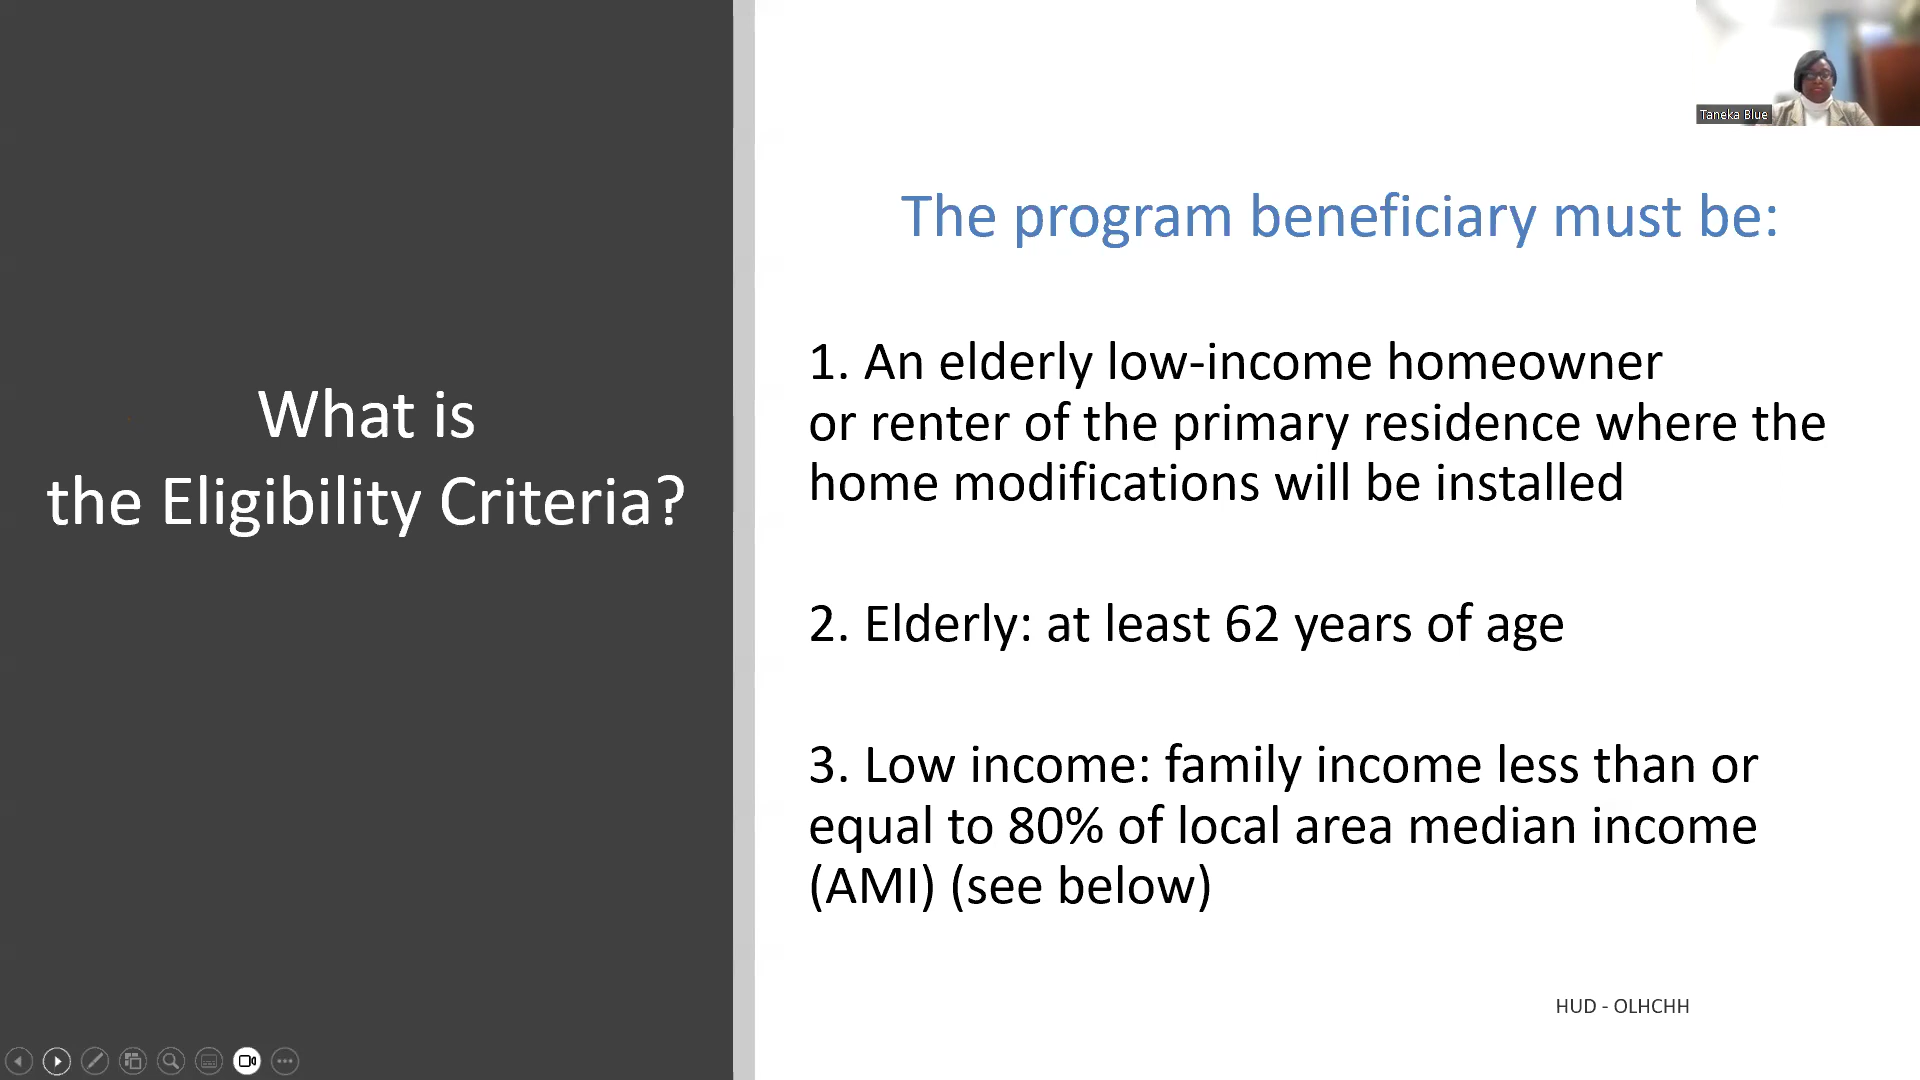 Taneka Blue
What is
the Eligibility Criteria?
The program beneficiary must be:
1. An elderly low-income homeowner
or renter of the primary residence where the
home modifications will be installed
2. Elderly: at least 62 years of age
3. Low income: family income less than or
equal to 80% of local area median income
(AMI) (see below)
HUD - OLHCHH